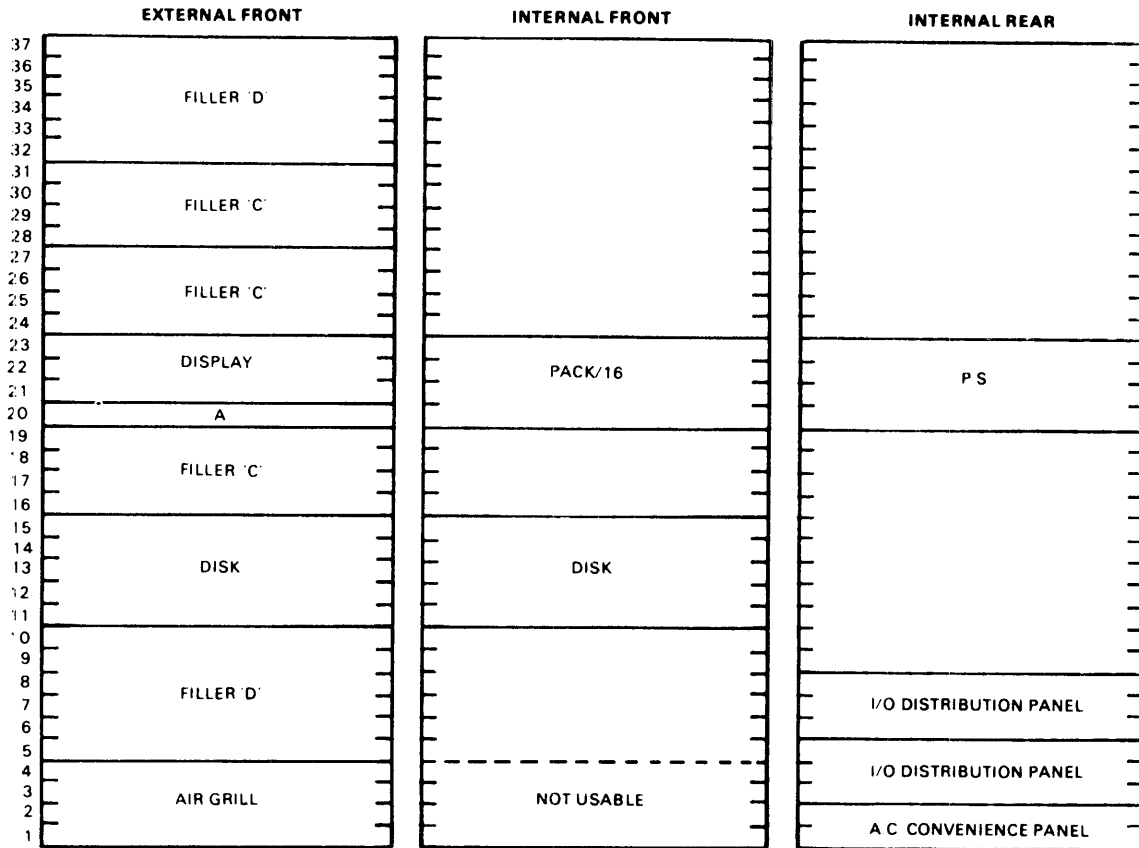 EXTERNAL FRONT
37
36
35
34
33
32
31
30
29
28
27
26
25
24
23
22
21
20
19
18
17
16
15
14
13
12
11
10
9
8
7
6
5
4
3
2
1
FILLER 'D'
FILLER 'C'
FILLER 'C'
DISPLAY
A
FILLER 'C'
DISK
FILLER 'D'
AIR GRILL
INTERNAL FRONT
PACK/16
DISK
NOT USABLE
INTERNAL REAR
P S
I/O DISTRIBUTION PANEL
I/O DISTRIBUTION PANEL
A C CONVENIENCE PANEL